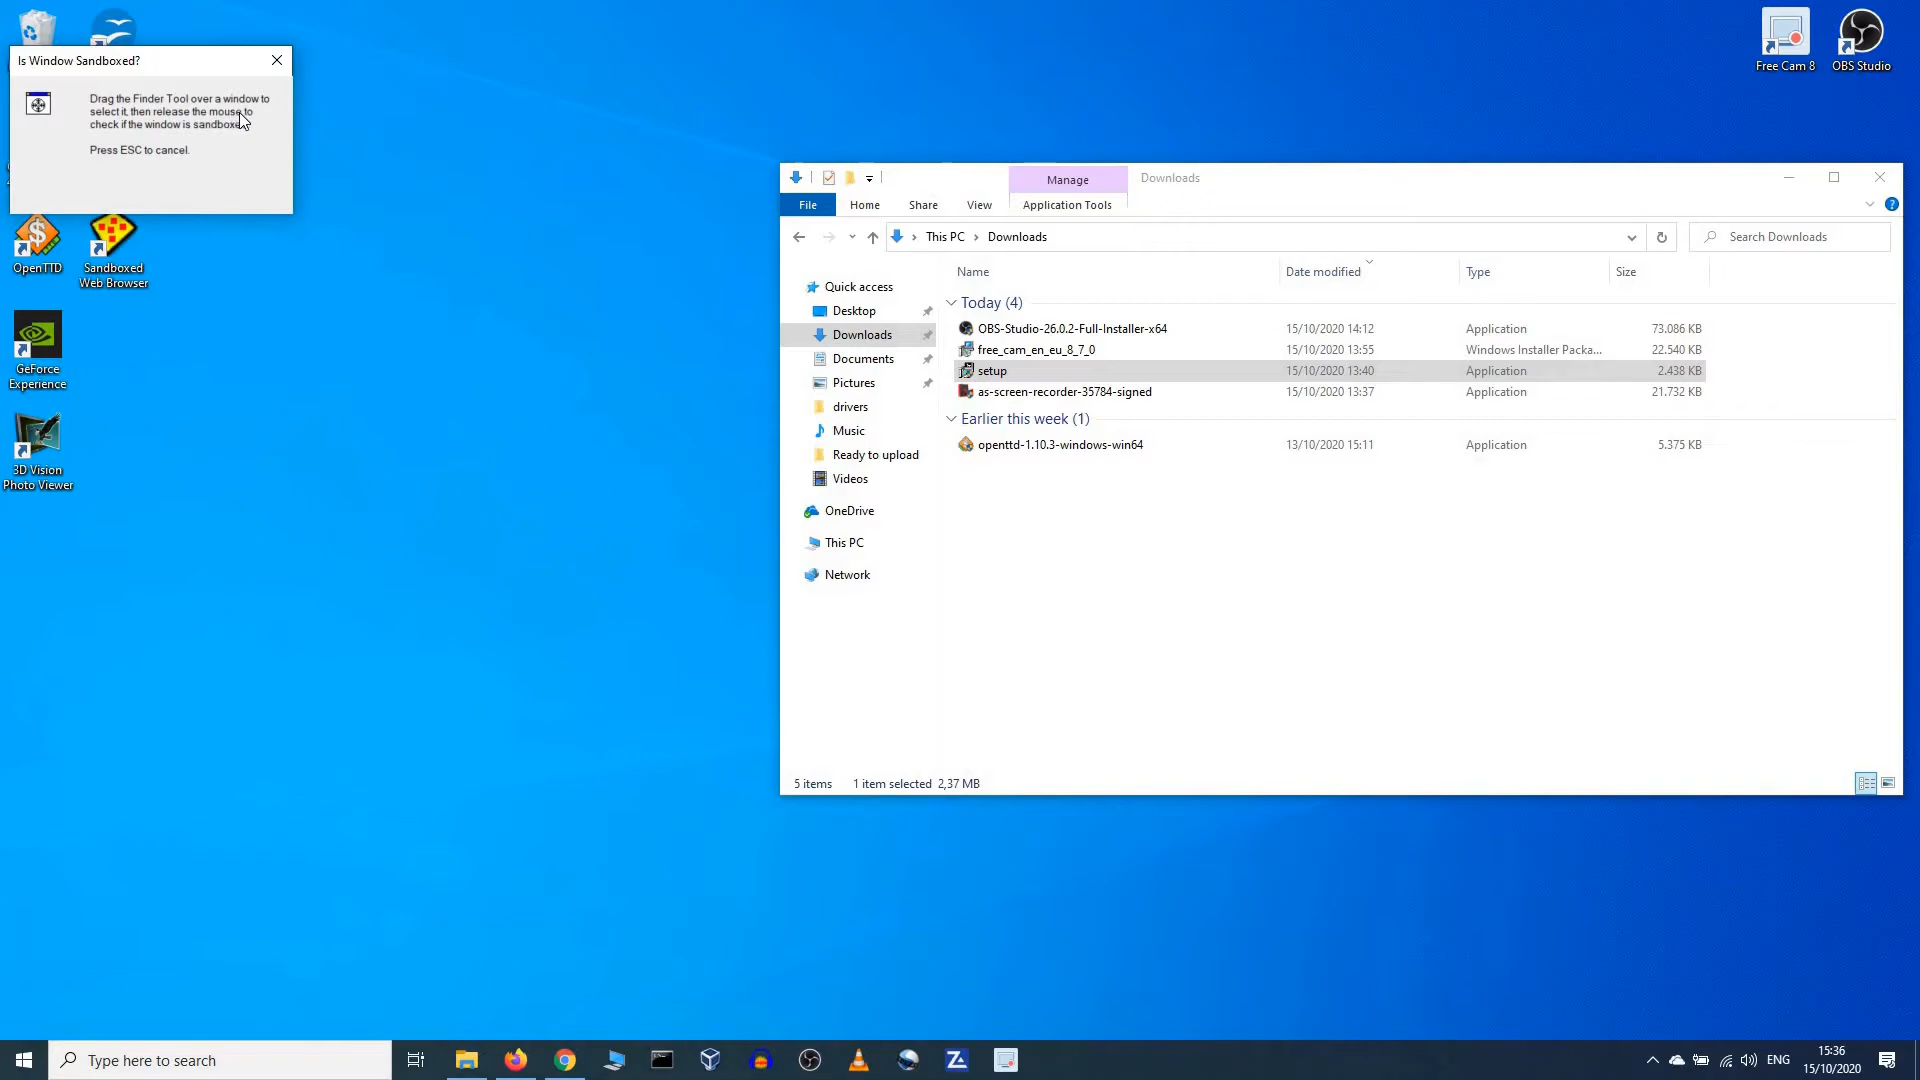 Is Window Sandboxed?
Drag the Finder Tool over a window to
select it, then release the mouse to
check if the window is sandboxe
Press ESC to cancel.
OpenTTD
Sandboxed
Web Browser
GeForce
Experience
3D Vision
Photo Viewer
Free Cam 8
OBS Studio
Manage
Downloads
File
Home
Share
View
Application Tools
This PC
Downloads
Search Downloads
Name
Date modified
Type
Size
Quick access
Desktop
Downloads
Documents
Pictures
drivers
Music
Ready to upload
Videos
OneDrive
This PC
Network
Today (4)
OBS-Studio-26.0.2-Full-Installer-x64 15/10/2020 14:12 Application 73.086 KB
free_cam_en_eu_8_7_0 15/10/2020 13:55 Windows Installer Packa... 22.540 KB
setup 15/10/2020 13:40 Application 2.438 KB
as-screen-recorder-35784-signed 15/10/2020 13:37 Application 21.732 KB
Earlier this week (1)
openttd-1.10.3-windows-win64 13/10/2020 15:11 Application 5.375 KB
5 items 1 item selected 2,37 MB
Type here to search
ENG
15:36
15/10/2020